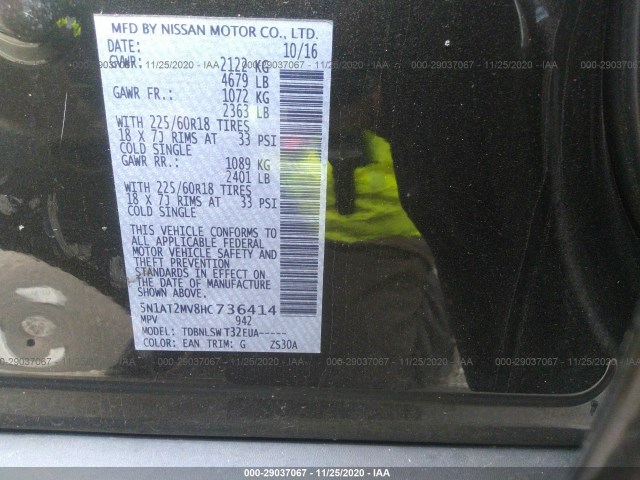 MFD BY NISSAN MOTOR CO., LTD.
DATE: 10/16
GVWR: 2122 KG
4679 LB
GAWR FR.: 1072 KG
2363 LB
WITH 225/60R18 TIRES
18 X 7J RIMS AT 33 PSI
COLD SINGLE
GAWR RR.: 1089 KG
2401 LB
WITH 225/60R18 TIRES
18 X 7J RIMS AT 33 PSI
COLD SINGLE
THIS VEHICLE CONFORMS TO
ALL APPLICABLE FEDERAL
MOTOR VEHICLE SAFETY AND
THEFT PREVENTION
STANDARDS IN EFFECT ON
THE DATE OF MANUFACTURE
SHOWN ABOVE.
5N1AT2MV8HC736414
MPV 942
MODEL: TDBNLSW T32EUA-----
COLOR: EAN TRIM: G ZS30A
000-29037067 - 11/25/2020 - IAA